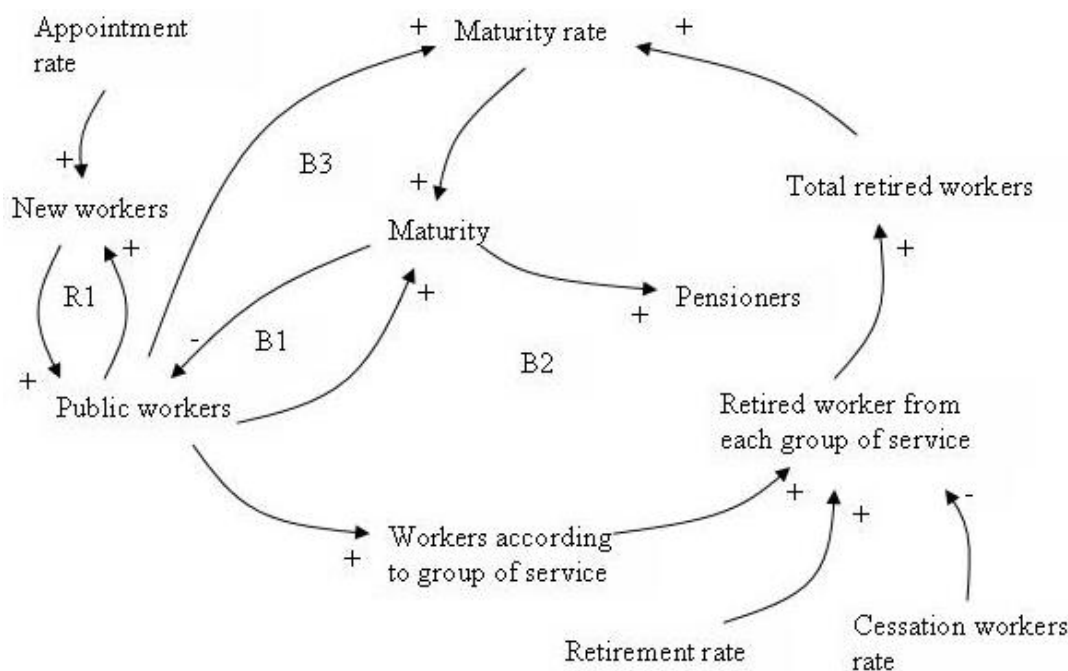 Appointment
rate
+
Maturity rate
+
+
New workers
+
B3
+
Maturity
Total retired workers
+
R1
+
Pensioners
+
-
B1
B2
+
Public workers
Retired worker from
each group of service
+
+
-
Workers according
to group of service
+
Retirement rate
Cessation workers
rate